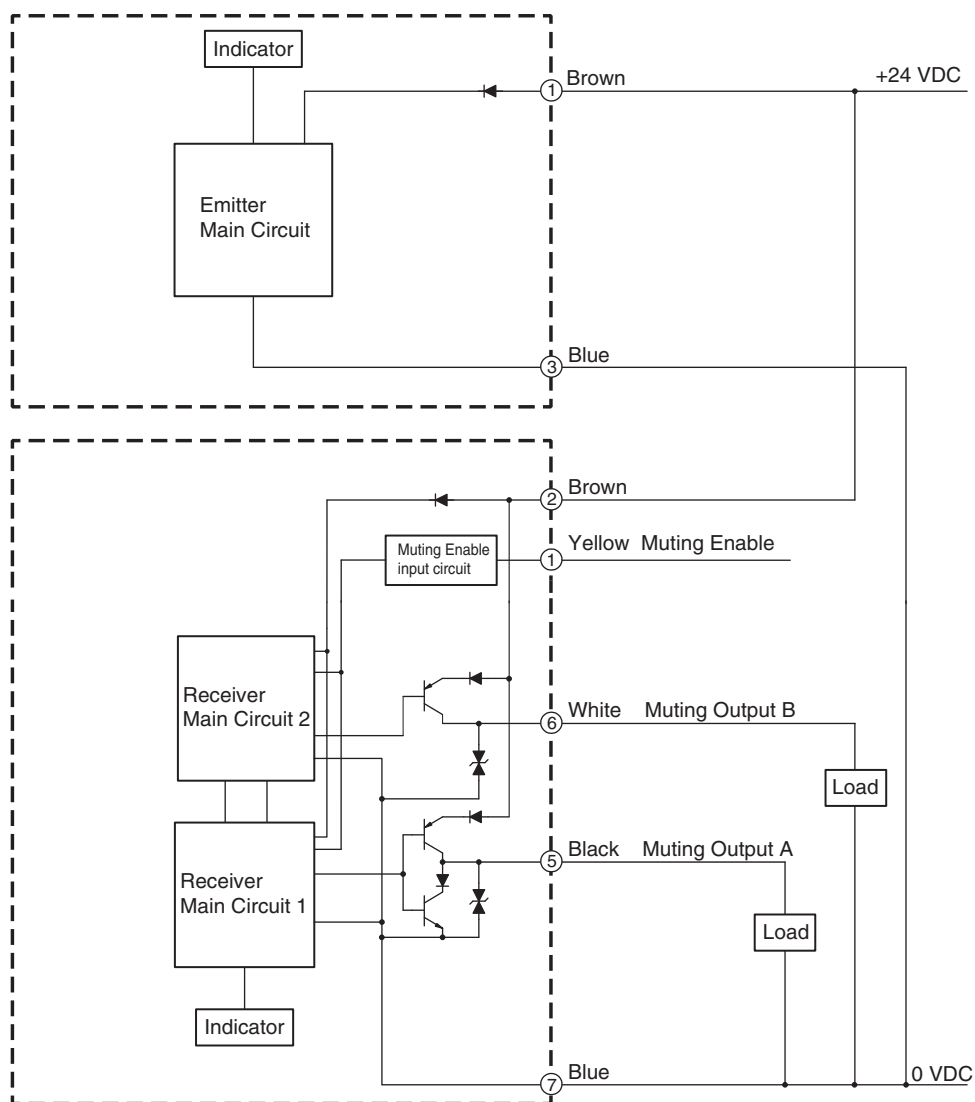 Indicator
1 Brown +24 VDC
Emitter
Main Circuit
3 Blue
2 Brown
Muting Enable
input circuit
1 Yellow Muting Enable
Receiver
Main Circuit 2
6 White Muting Output B
Load
5 Black Muting Output A
Receiver
Main Circuit 1
Load
Indicator
7 Blue 0 VDC